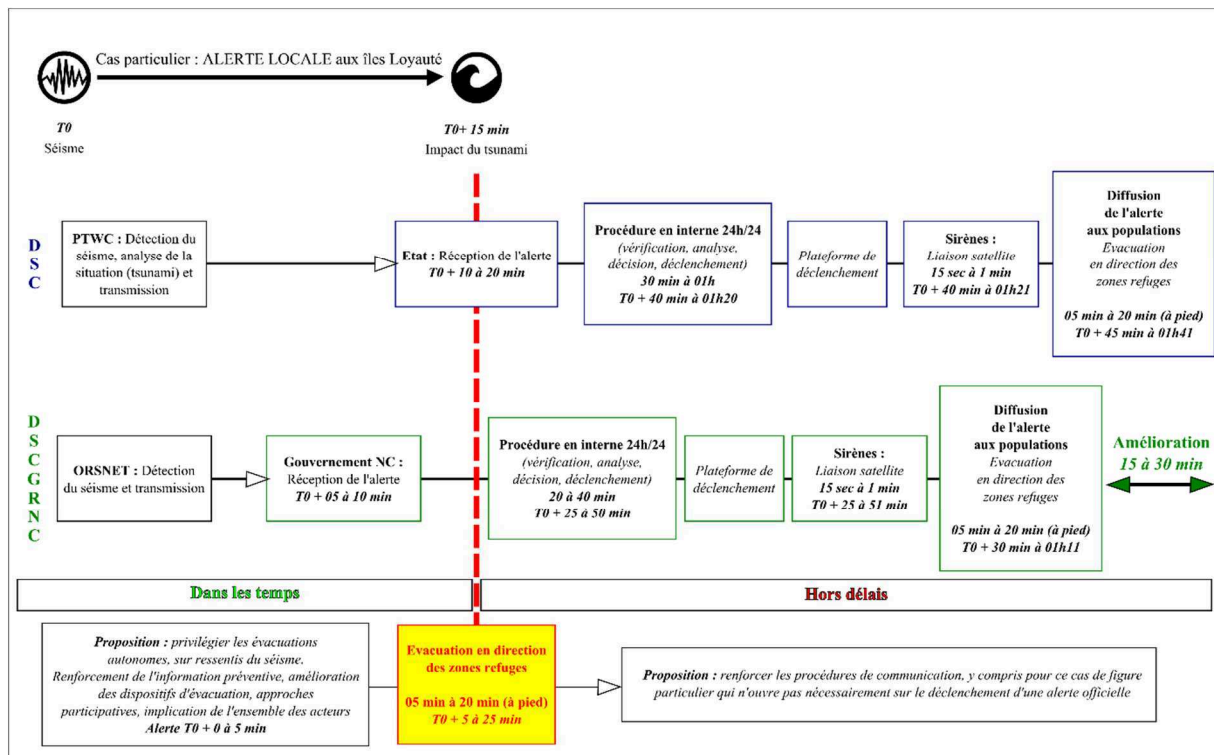 Cas particulier : ALERTE LOCALE aux îles Loyauté
T0
Séisme
T0+ 15 min
Impact du tsunami
D
S
C
PTWC : Détection du
séisme, analyse de la
situation (tsunami) et
transmission
Etat : Réception de l'alerte
T0 + 10 à 20 min
Procédure en interne 24h/24
(vérification, analyse,
décision, déclenchement)
30 min à 01h
T0 + 40 min à 01h20
Plateforme de
déclenchement
Sirènes :
Liaison satellite
15 sec à 1 min
T0 + 40 min à 01h21
Diffusion
de l'alerte
aux populations
Evacuation
en direction des
zones refuges
05 min à 20 min (à pied)
T0 + 45 min à 01h41
D
S
C
G
R
N
C
ORSNET : Détection
du séisme et transmission
Gouvernement NC :
Réception de l'alerte
T0 + 05 à 10 min
Procédure en interne 24h/24
(vérification, analyse,
décision, déclenchement)
20 à 40 min
T0 + 25 à 50 min
Plateforme de
déclenchement
Sirènes :
Liaison satellite
15 sec à 1 min
T0 + 25 à 51 min
Diffusion
de l'alerte
aux populations
Evacuation
en direction des
zones refuges
05 min à 20 min (à pied)
T0 + 30 min à 01h11
Amélioration
15 à 30 min
Dans les temps
Hors délais
Proposition : privilégier les évacuations
autonomes, sur ressentis du séisme.
Renforcement de l'information préventive, amélioration
des dispositifs d'évacuation, approches
participatives, implication de l'ensemble des acteurs
Alerte T0 + 0 à 5 min
Evacuation en direction
des zones refuges
05 min à 20 min (à pied)
T0 + 5 à 25 min
Proposition : renforcer les procédures de communication, y compris pour ce cas de figure
particulier qui n'ouvre pas nécessairement sur le déclenchement d'une alerte officielle